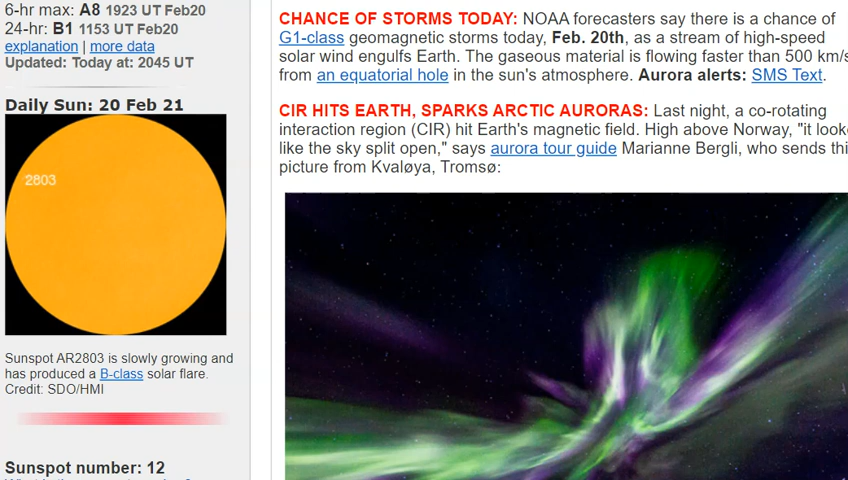 6-hr max: A8 1923 UT Feb20
24-hr: B1 1153 UT Feb20
explanation | more data
Updated: Today at: 2045 UT
Daily Sun: 20 Feb 21
2803
Sunspot AR2803 is slowly growing and
has produced a B-class solar flare.
Credit: SDO/HMI
Sunspot number: 12
CHANCE OF STORMS TODAY: NOAA forecasters say there is a chance of
G1-class geomagnetic storms today, Feb. 20th, as a stream of high-speed
solar wind engulfs Earth. The gaseous material is flowing faster than 500 km/s
from an equatorial hole in the sun's atmosphere. Aurora alerts: SMS Text.
CIR HITS EARTH, SPARKS ARCTIC AURORAS: Last night, a co-rotating
interaction region (CIR) hit Earth's magnetic field. High above Norway, "it looke
like the sky split open," says aurora tour guide Marianne Bergli, who sends thi
picture from Kvaløya, Tromsø: